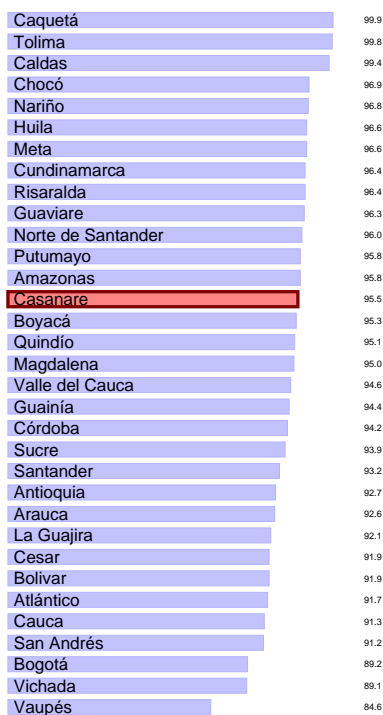 Caquetá 99.9
Tolima 99.8
Caldas 99.4
Chocó 96.9
Nariño 96.8
Huila 96.6
Meta 96.6
Cundinamarca 96.4
Risaralda 96.4
Guaviare 96.3
Norte de Santander 96.0
Putumayo 95.8
Amazonas 95.8
Casanare 95.5
Boyacá 95.3
Quindío 95.1
Magdalena 95.0
Valle del Cauca 94.6
Guainía 94.4
Córdoba 94.2
Sucre 93.9
Santander 93.2
Antioquia 92.7
Arauca 92.6
La Guajira 92.1
Cesar 91.9
Bolivar 91.9
Atlántico 91.7
Cauca 91.3
San Andrés 91.2
Bogotá 89.2
Vichada 89.1
Vaupés 84.6